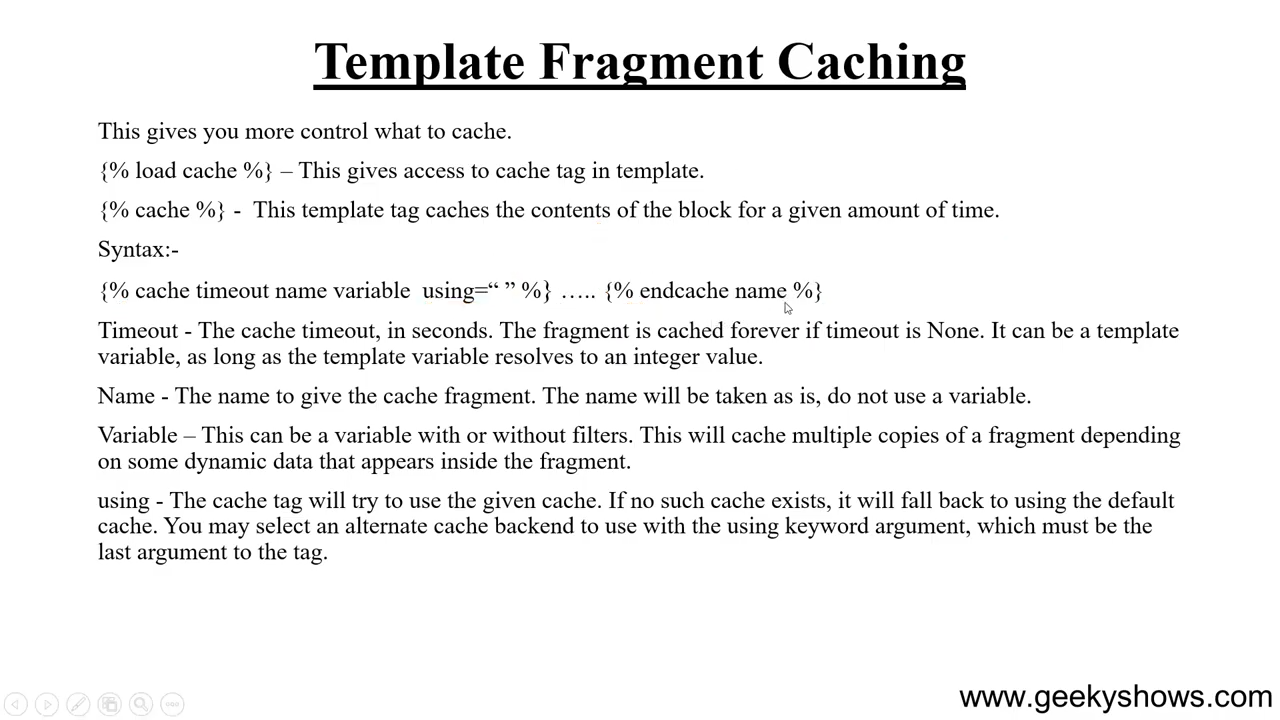 Template Fragment Caching
This gives you more control what to cache.
{% load cache %} – This gives access to cache tag in template.
{% cache %} -  This template tag caches the contents of the block for a given amount of time.
Syntax:-
{% cache timeout name variable  using=“ ” %} ….. {% endcache name %}
Timeout - The cache timeout, in seconds. The fragment is cached forever if timeout is None. It can be a template
variable, as long as the template variable resolves to an integer value.
Name - The name to give the cache fragment. The name will be taken as is, do not use a variable.
Variable – This can be a variable with or without filters. This will cache multiple copies of a fragment depending
on some dynamic data that appears inside the fragment.
using - The cache tag will try to use the given cache. If no such cache exists, it will fall back to using the default
cache. You may select an alternate cache backend to use with the using keyword argument, which must be the
last argument to the tag.
www.geekyshows.com